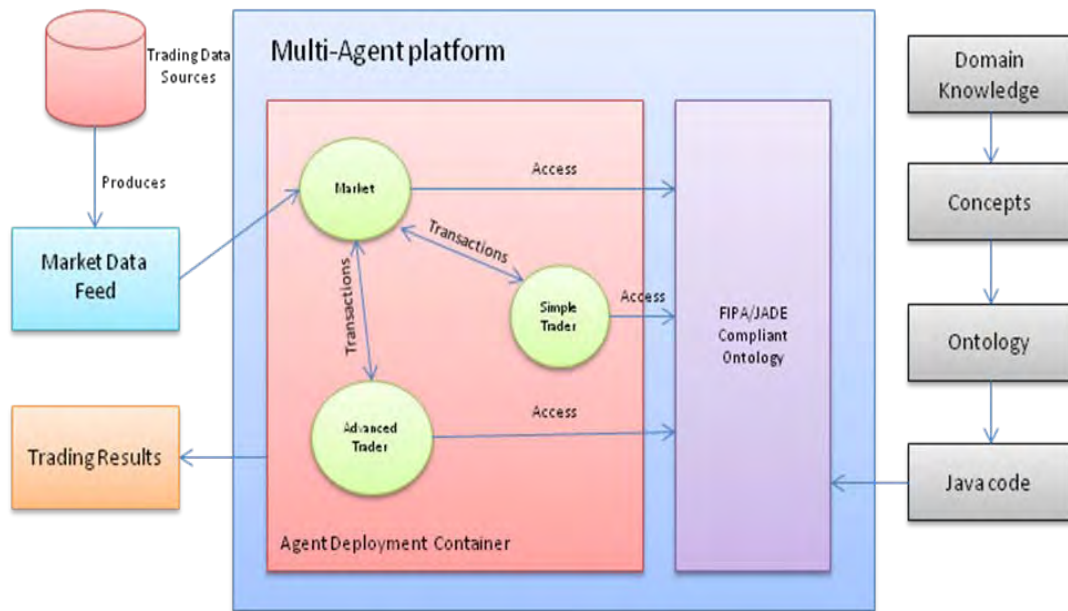 Trading Data
Sources
Produces
Market Data
Feed
Trading Results
Multi-Agent platform
Market
Access
Transactions
Transactions
Simple
Trader
Access
Advanced
Trader
Access
Agent Deployment Container
FIPA/JADE
Compliant
Ontology
Domain
Knowledge
Concepts
Ontology
Java code